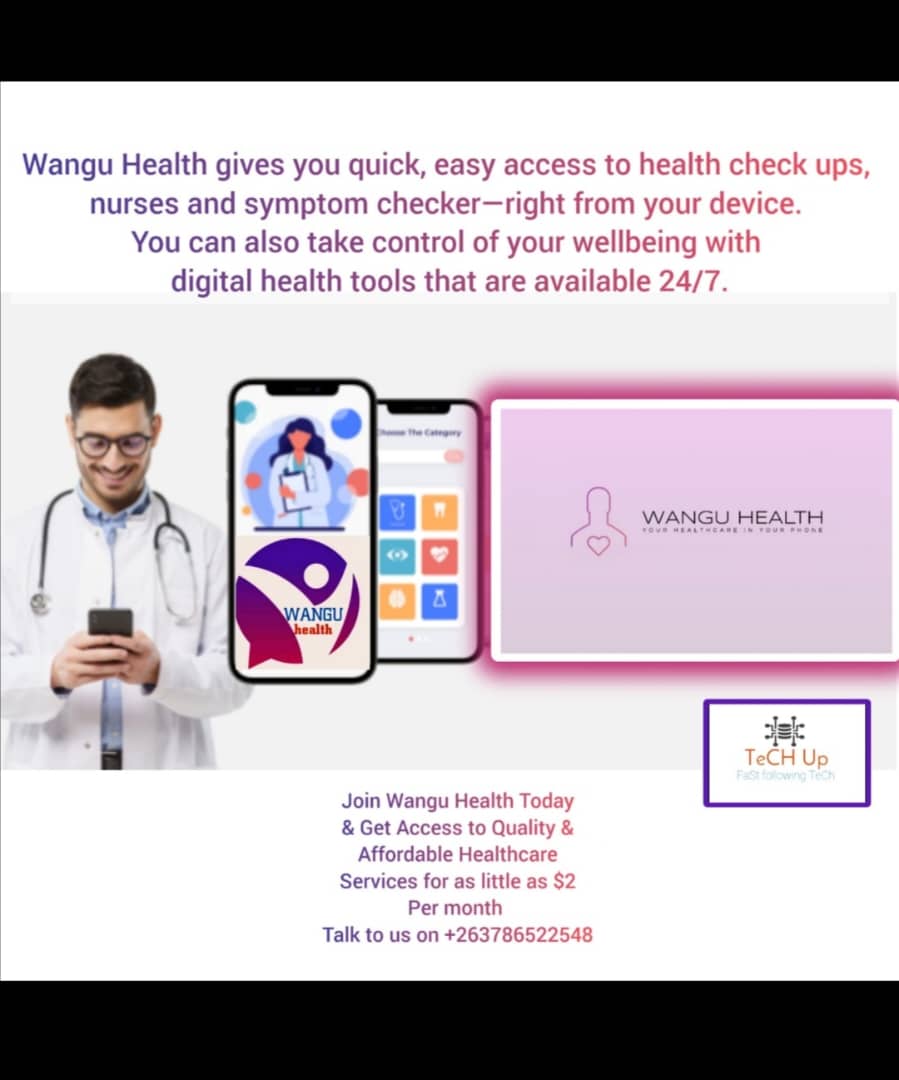 Wangu Health gives you quick, easy access to health check ups,
nurses and symptom checker—right from your device.
You can also take control of your wellbeing with
digital health tools that are available 24/7.
Choose The Category
WANGU
health
WANGU HEALTH
YOUR HEALTHCARE IN YOUR PHONE
TeCH Up
FaSt following TeCh
Join Wangu Health Today
& Get Access to Quality &
Affordable Healthcare
Services for as little as $2
Per month
Talk to us on +263786522548